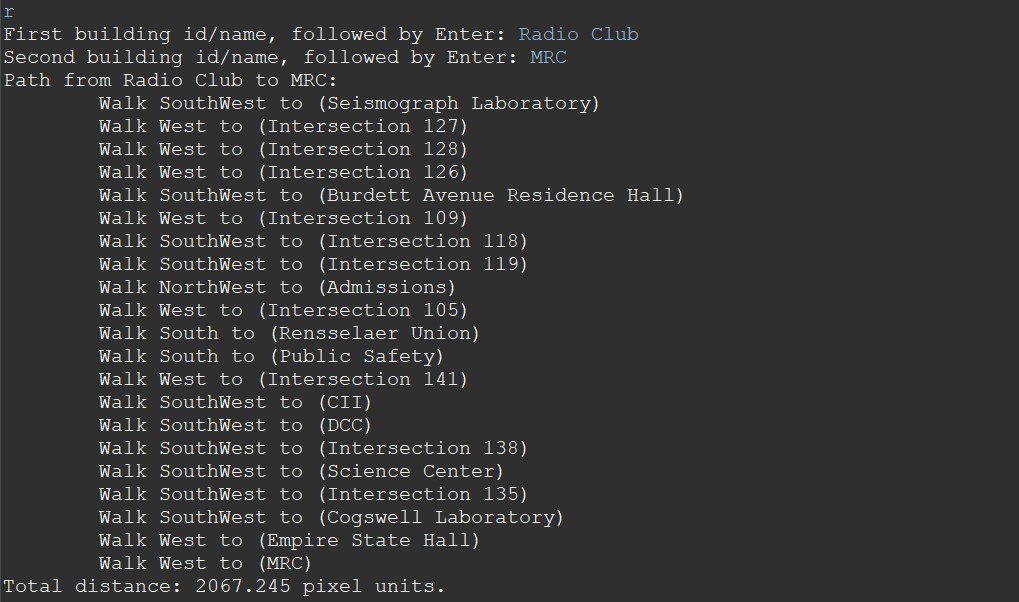 r
First building id/name, followed by Enter: Radio Club
Second building id/name, followed by Enter: MRC
Path from Radio Club to MRC:
	Walk SouthWest to (Seismograph Laboratory)
	Walk West to (Intersection 127)
	Walk West to (Intersection 128)
	Walk West to (Intersection 126)
	Walk SouthWest to (Burdett Avenue Residence Hall)
	Walk West to (Intersection 109)
	Walk SouthWest to (Intersection 118)
	Walk SouthWest to (Intersection 119)
	Walk NorthWest to (Admissions)
	Walk West to (Intersection 105)
	Walk South to (Rensselaer Union)
	Walk South to (Public Safety)
	Walk West to (Intersection 141)
	Walk SouthWest to (CII)
	Walk SouthWest to (DCC)
	Walk SouthWest to (Intersection 138)
	Walk SouthWest to (Science Center)
	Walk SouthWest to (Intersection 135)
	Walk SouthWest to (Cogswell Laboratory)
	Walk West to (Empire State Hall)
	Walk West to (MRC)
Total distance: 2067.245 pixel units.